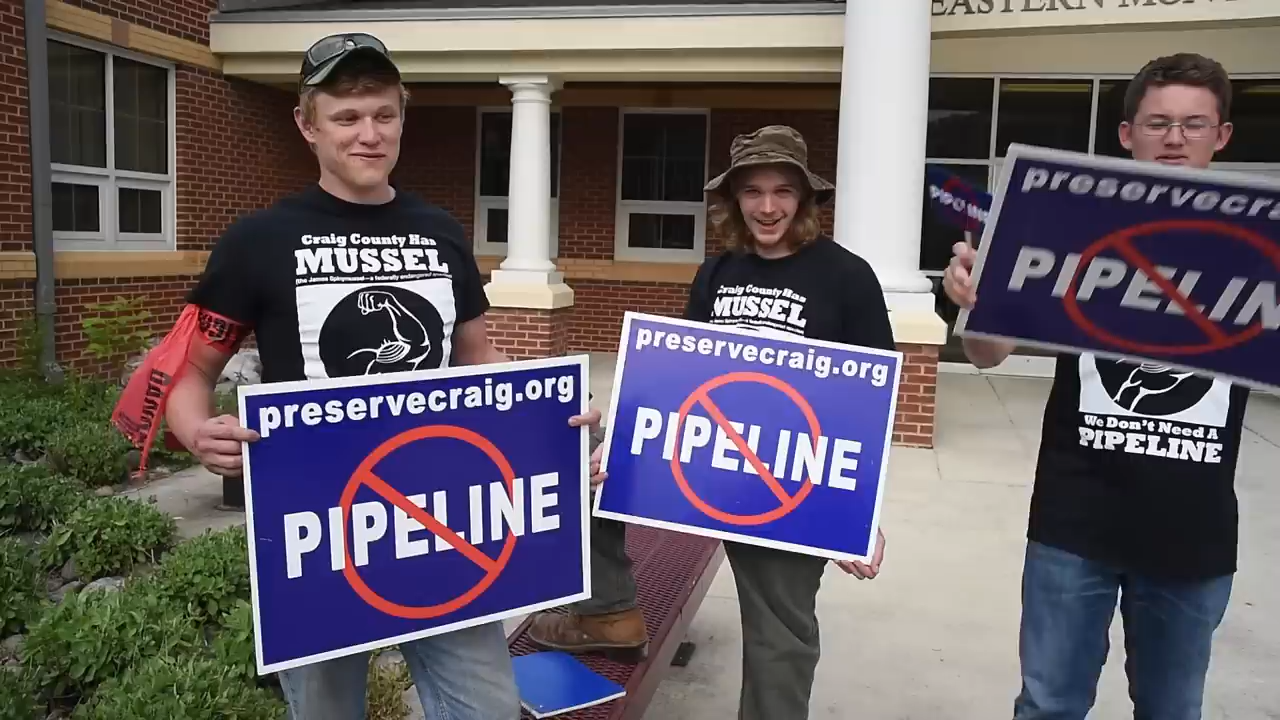 EASTERN MON
Craig County Has
MUSSEL
preservecraig.org
PIPELINE
Craig County Has
MUSSEL
preservecraig.org
PIPELINE
preservecra
PIPELIN
We Don't Need A
PIPELINE